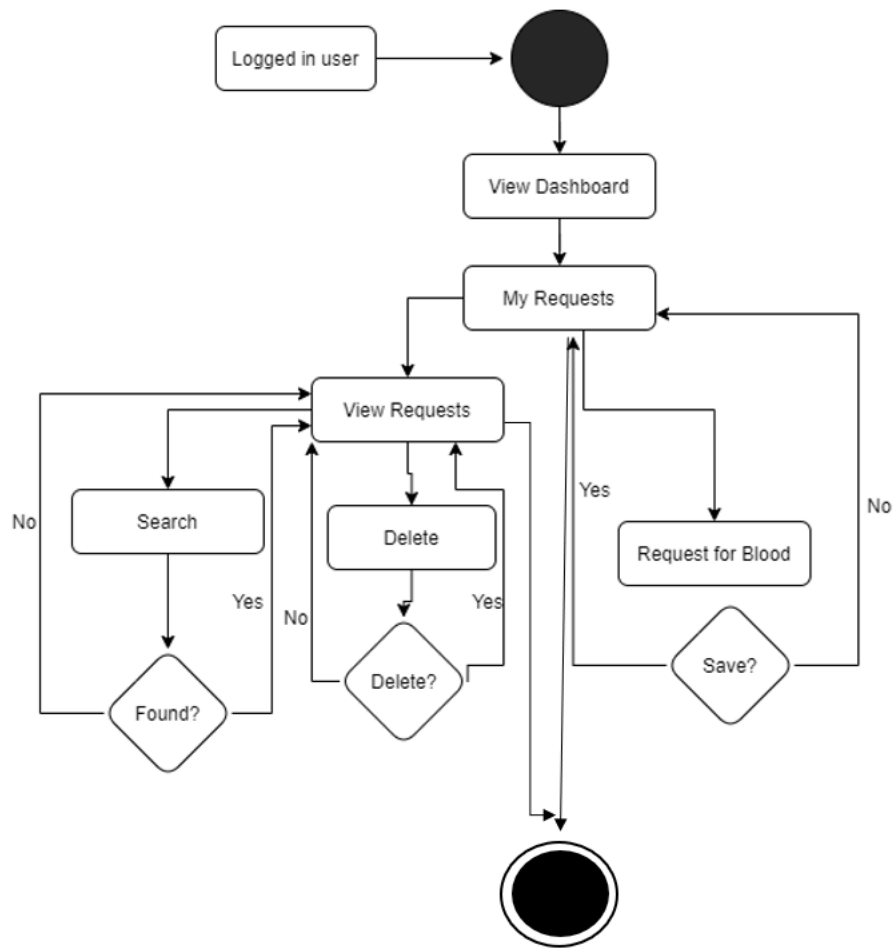 Logged in user
View Dashboard
My Requests
View Requests
Search
No
Yes
Found?
Delete
No
Yes
Delete?
Yes
No
Request for Blood
Save?